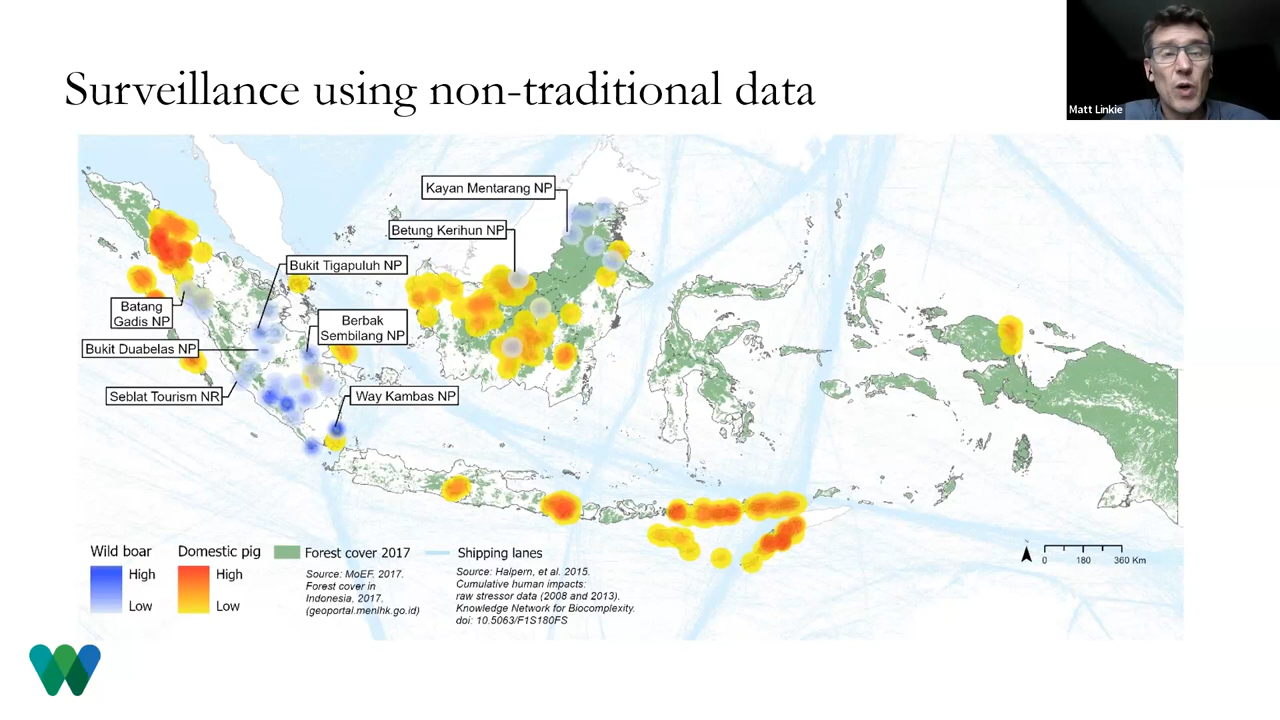 Matt Linkie
Surveillance using non-traditional data
Kayan Mentarang NP
Betung Kerihun NP
Bukit Tigapuluh NP
Batang
Gadis NP
Berbak
Sembilang NP
Bukit Duabelas NP
Seblat Tourism NR
Way Kambas NP
Wild boar
High
Low
Domestic pig
High
Low
Forest cover 2017
Source: MoEF. 2017.
Forest cover in
Indonesia, 2017.
(geoportal.menlhk.go.id)
Shipping lanes
Source: Halpern, et al. 2015.
Cumulative human impacts:
raw stressor data (2008 and 2013).
Knowledge Network for Biocomplexity.
doi: 10.5063/F1S180FS
N
0 180 360 Km